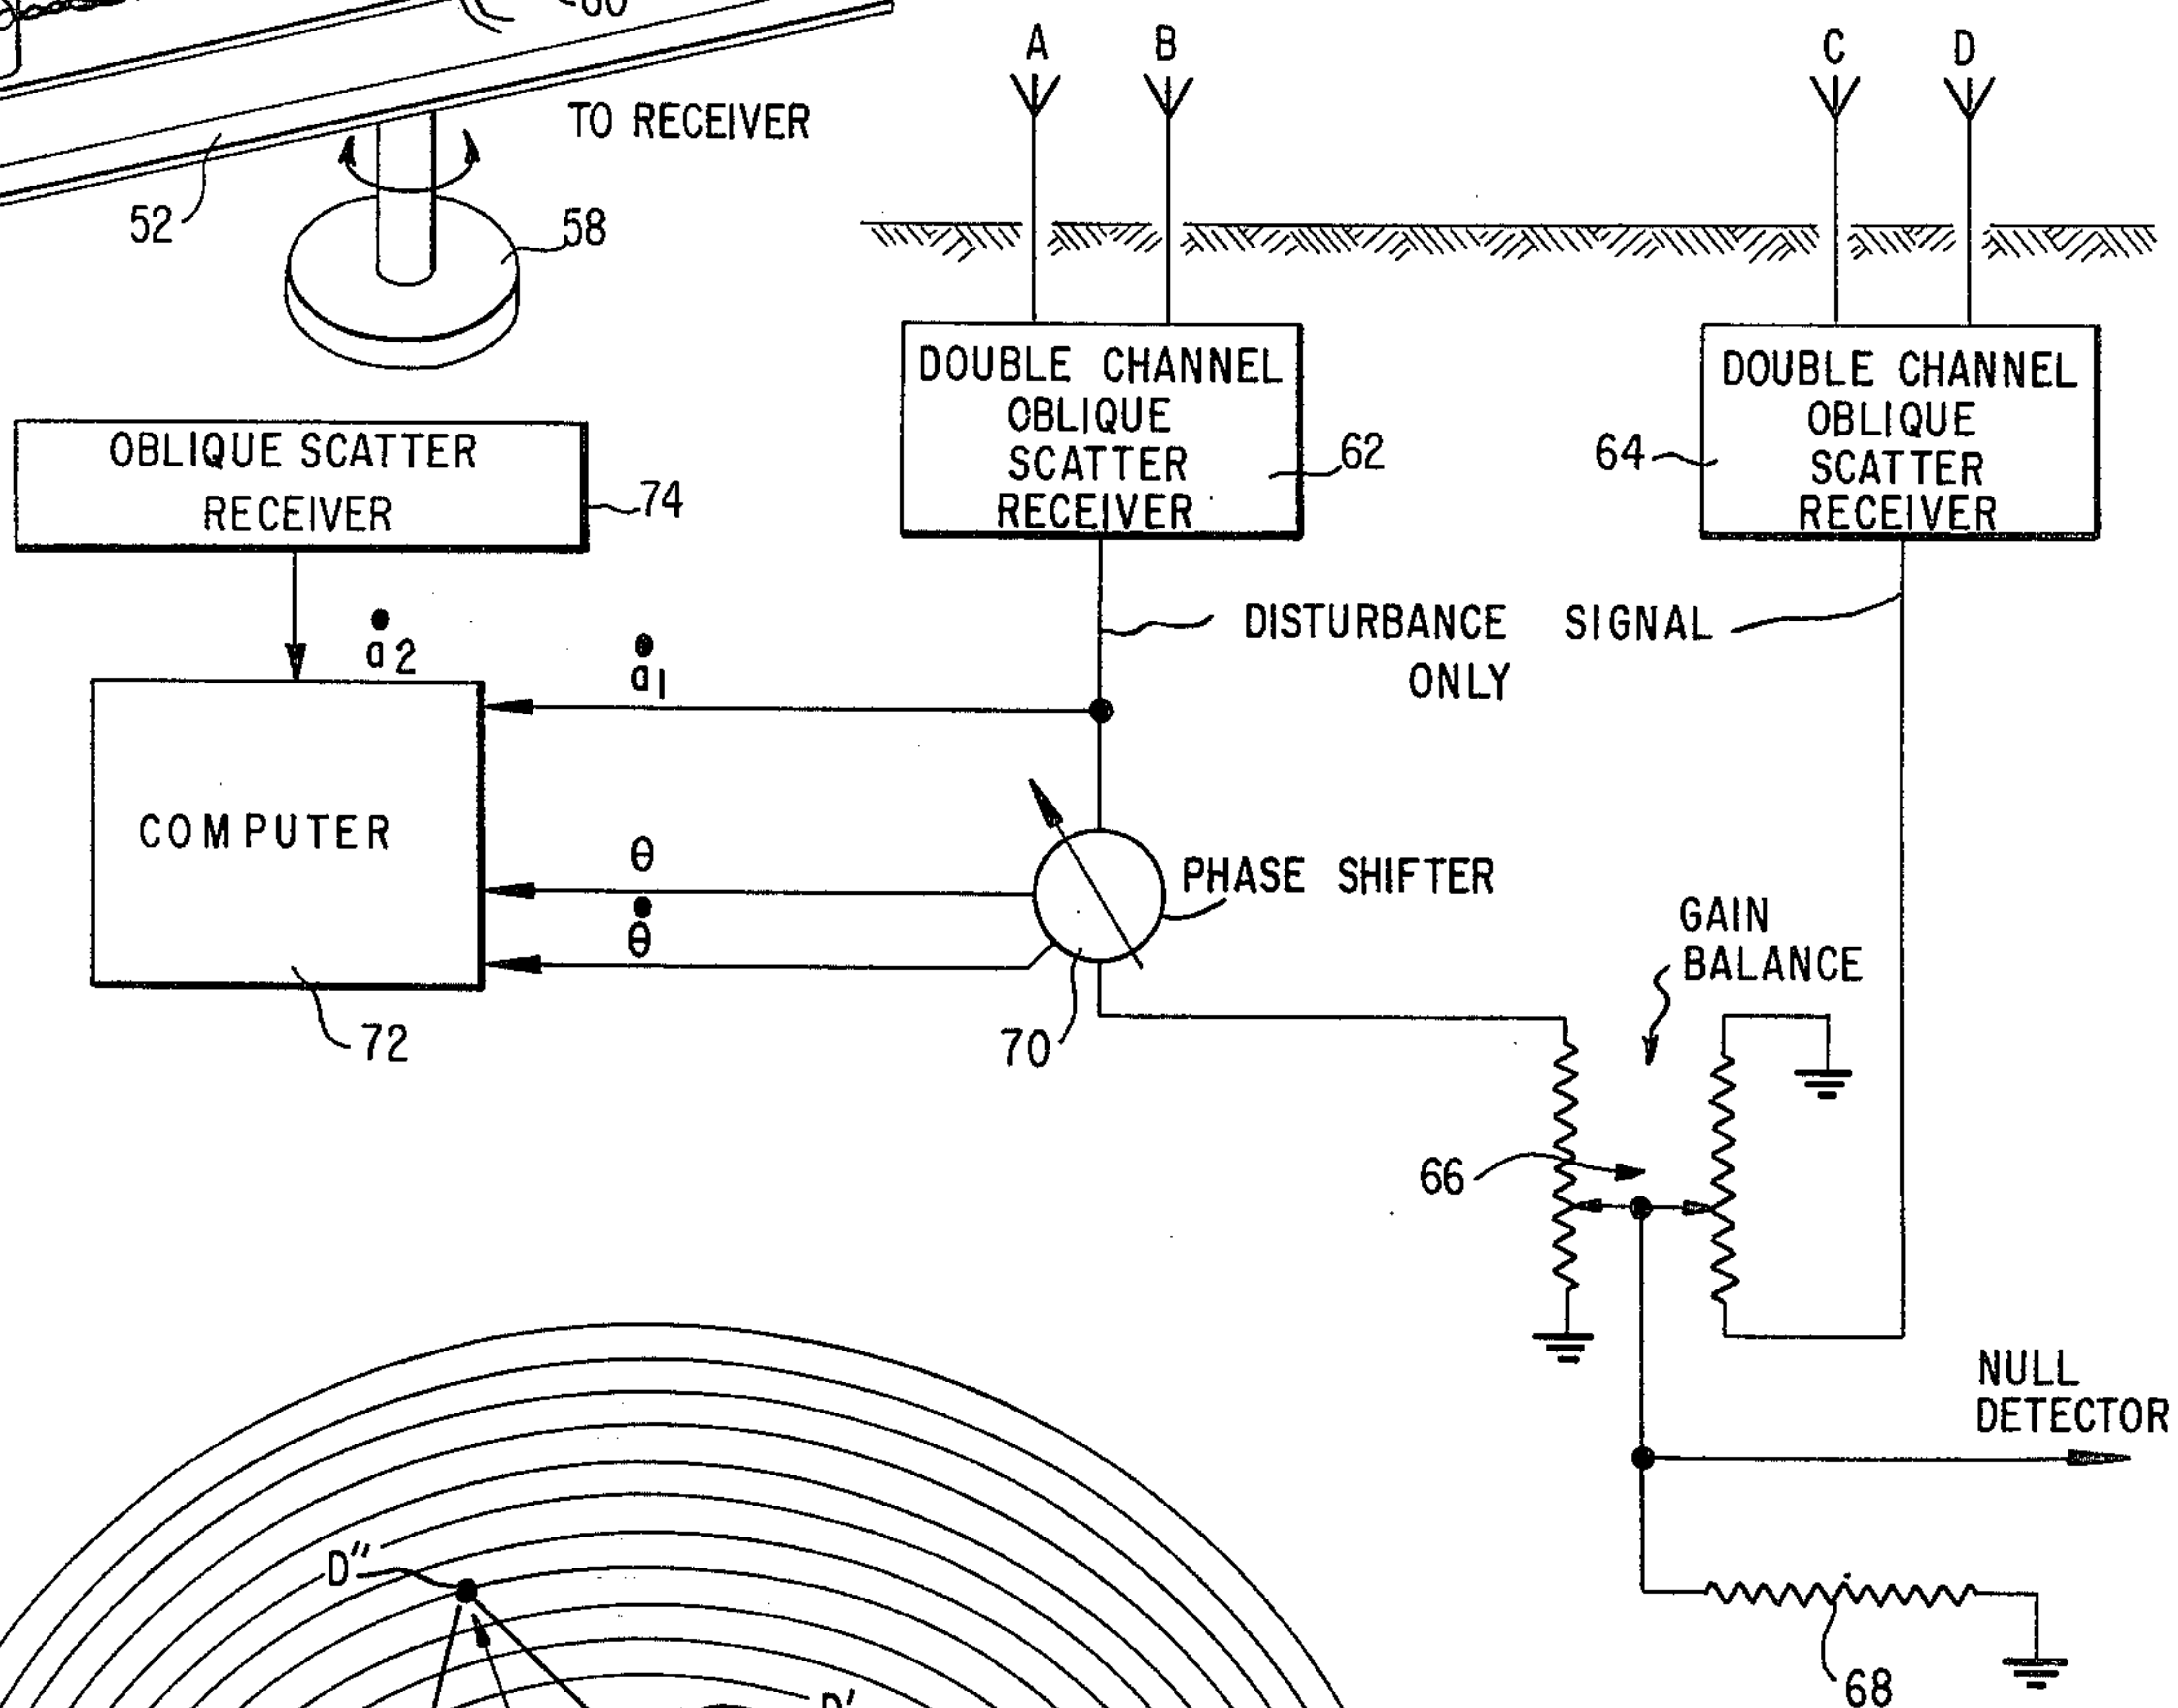 60
TO RECEIVER
52
58
A
B
C
D
DOUBLE CHANNEL
OBLIQUE
SCATTER
RECEIVER
62
DOUBLE CHANNEL
OBLIQUE
SCATTER
RECEIVER
64
OBLIQUE SCATTER
RECEIVER
74
ȧ2
ȧ1
DISTURBANCE
ONLY
SIGNAL
COMPUTER
72
θ
θ̇
PHASE SHIFTER
70
GAIN
BALANCE
66
NULL
DETECTOR
68
D″
D′